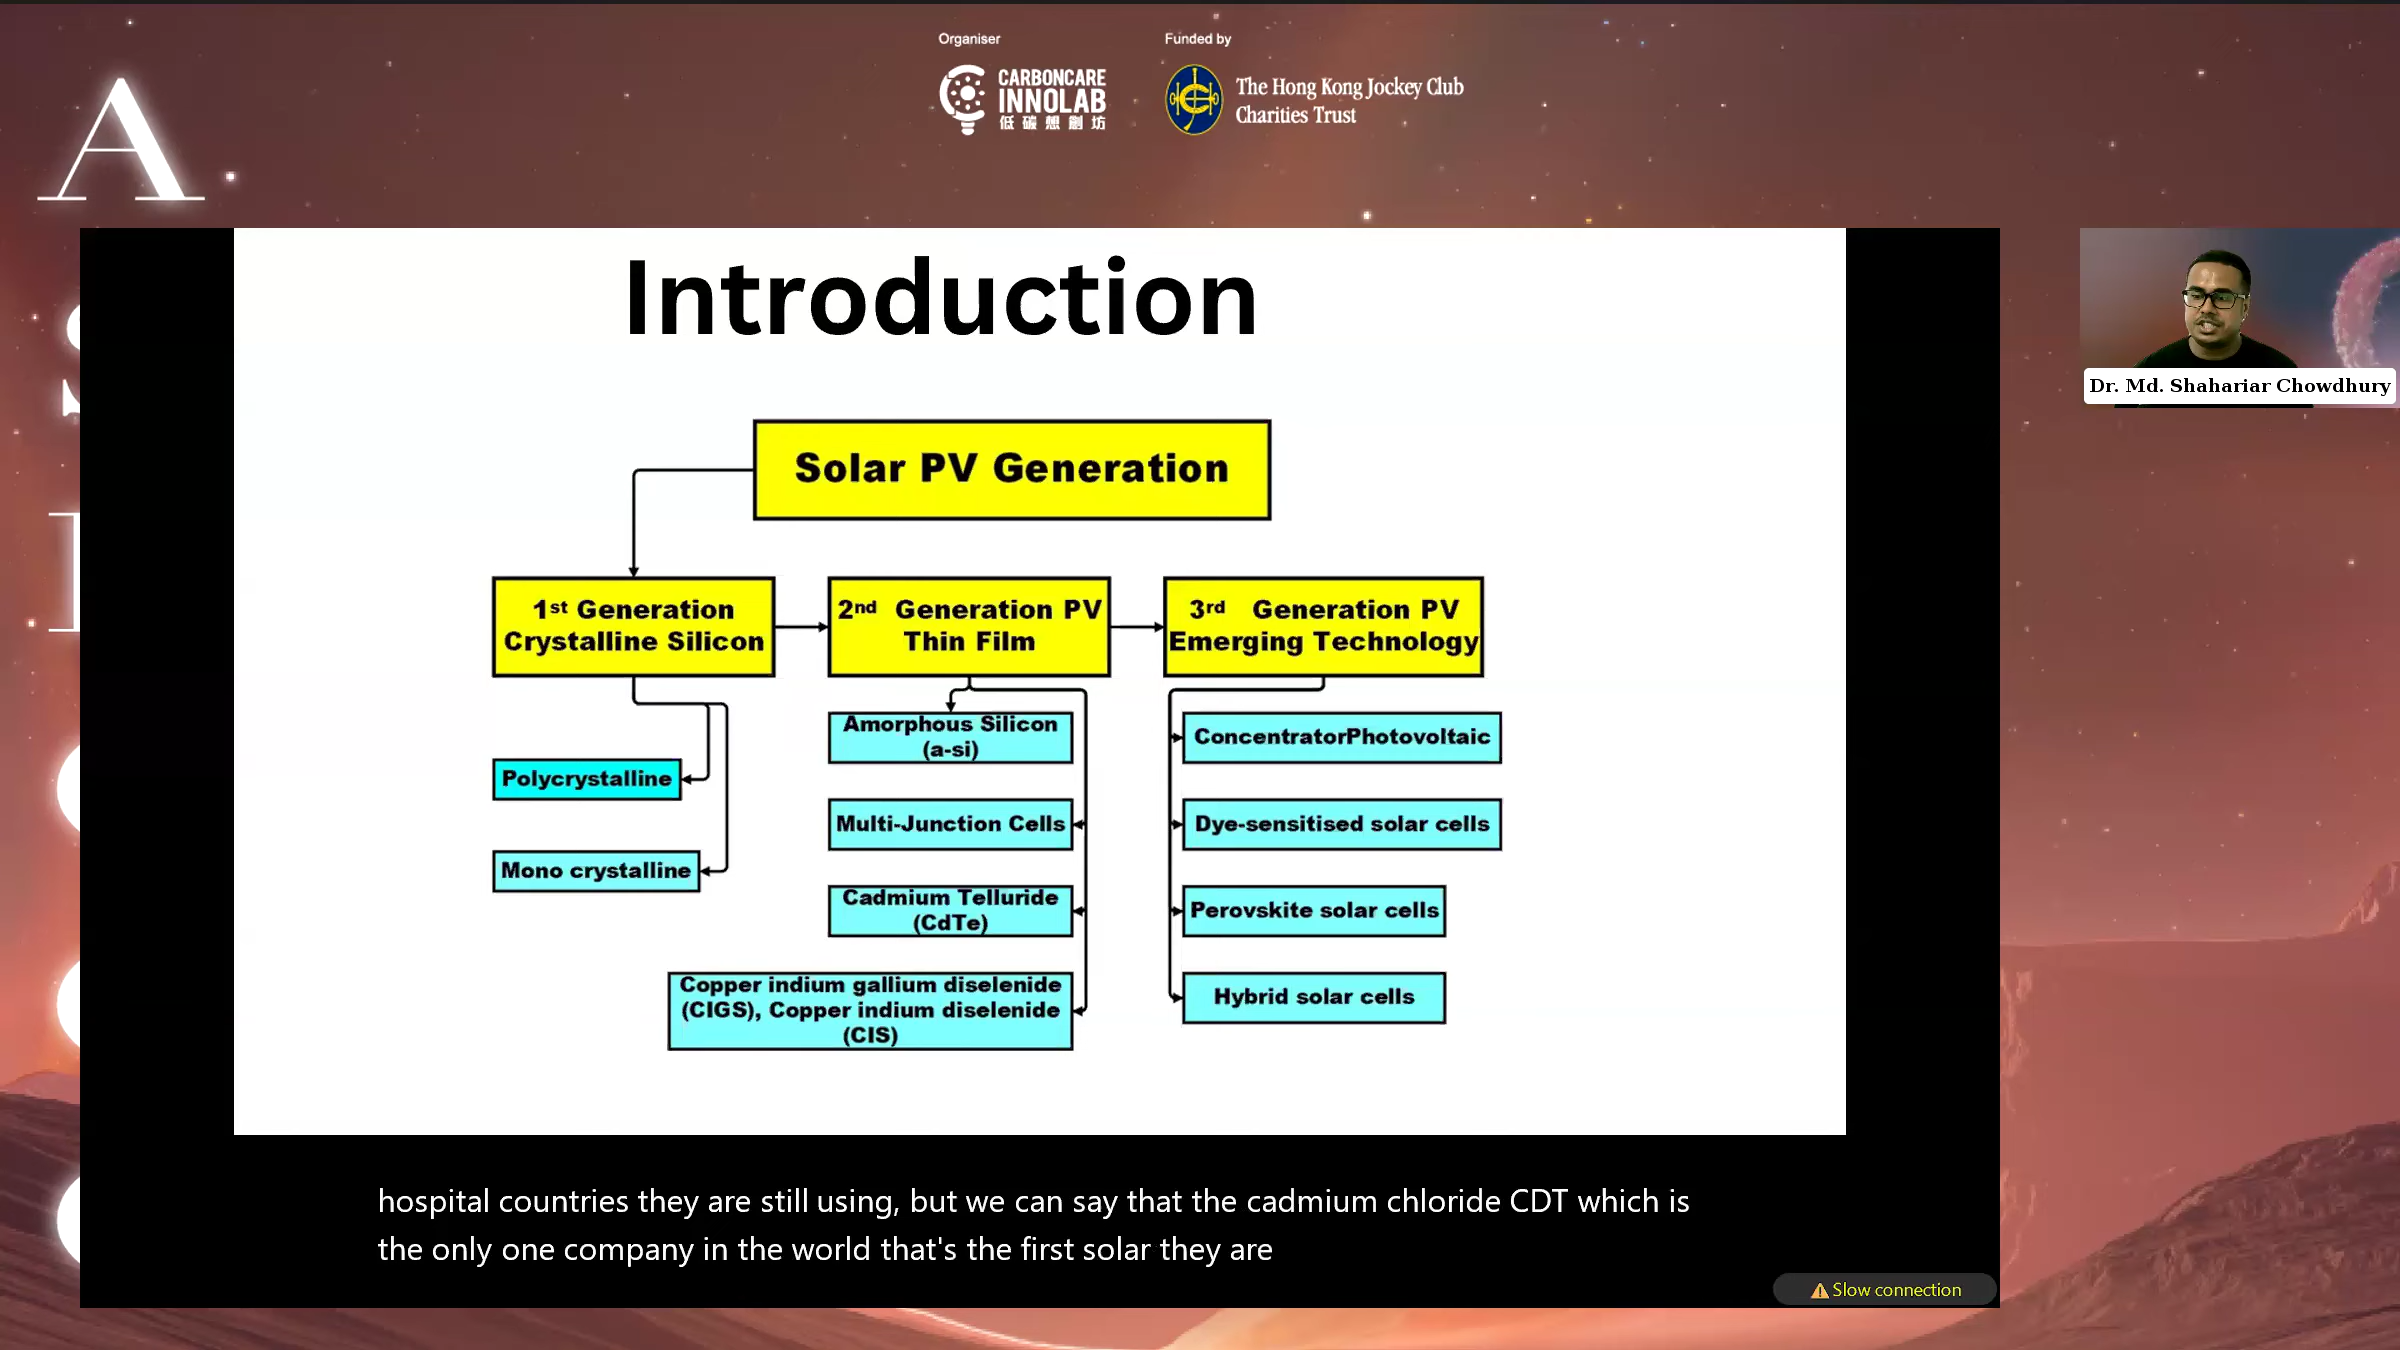 Organiser
Funded by
CARBONCARE
INNOLAB
低碳想創坊
The Hong Kong Jockey Club
Charities Trust
A
Introduction
Solar PV Generation
1st Generation
Crystalline Silicon
2nd Generation PV
Thin Film
3rd Generation PV
Emerging Technology
Polycrystalline
Mono crystalline
Amorphous Silicon
(a-si)
Multi-Junction Cells
Cadmium Telluride
(CdTe)
Copper indium gallium diselenide
(CIGS), Copper indium diselenide
(CIS)
ConcentratorPhotovoltaic
Dye-sensitised solar cells
Perovskite solar cells
Hybrid solar cells
Dr. Md. Shahariar Chowdhury
hospital countries they are still using, but we can say that the cadmium chloride CDT which is
the only one company in the world that's the first solar they are
Slow connection